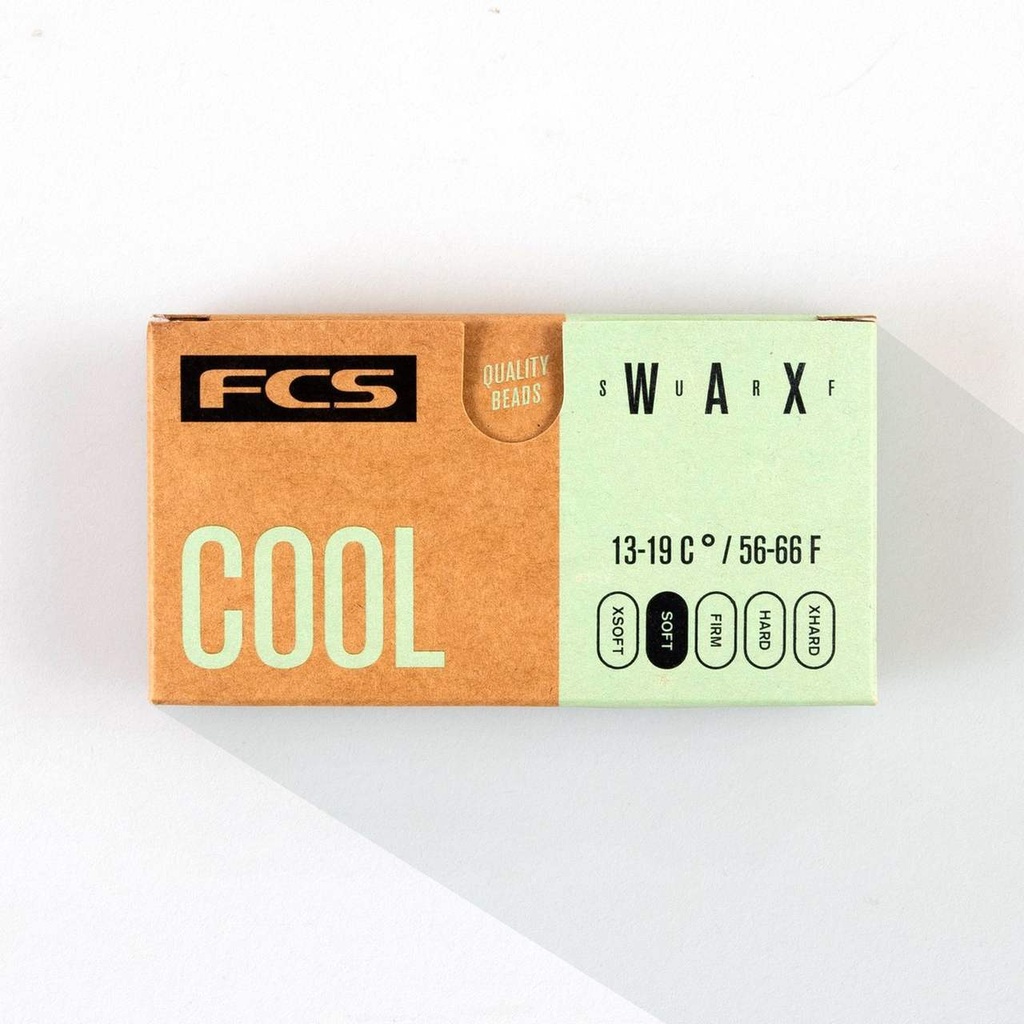 FCS
QUALITY
BEADS
S W U A R X F
COOL
13-19 C° / 56-66 F
XSOFT
SOFT
FIRM
HARD
XHARD